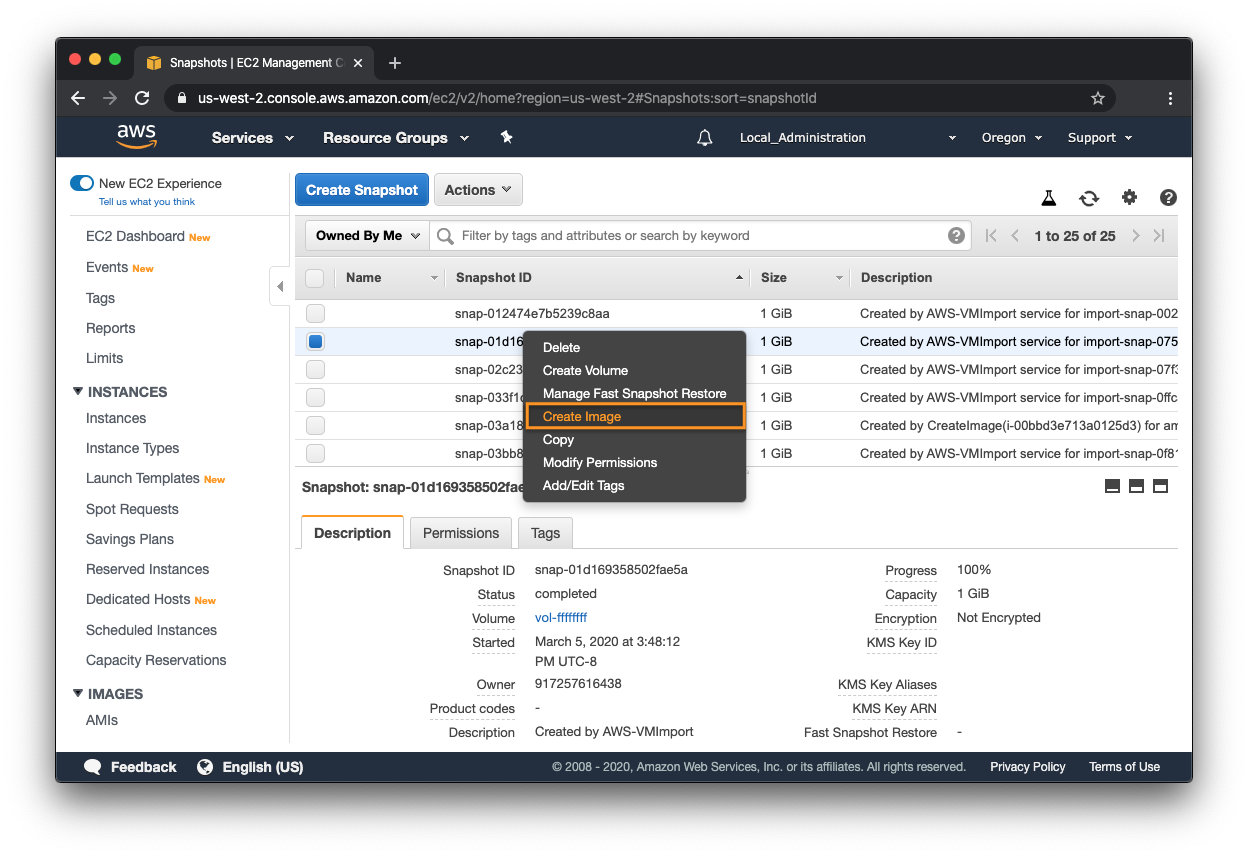 Snapshots | EC2 Management C
us-west-2.console.aws.amazon.com/ec2/v2/home?region=us-west-2#Snapshots:sort=snapshotId
aws Services Resource Groups Local_Administration Oregon Support
New EC2 Experience
Tell us what you think
EC2 Dashboard New
Events New
Tags
Reports
Limits
INSTANCES
Instances
Instance Types
Launch Templates New
Spot Requests
Savings Plans
Reserved Instances
Dedicated Hosts New
Scheduled Instances
Capacity Reservations
IMAGES
AMIs
Create Snapshot Actions
Owned By Me Filter by tags and attributes or search by keyword 1 to 25 of 25
Name Snapshot ID Size Description
snap-012474e7b5239c8aa 1 GiB Created by AWS-VMImport service for import-snap-002
snap-01d16 1 GiB Created by AWS-VMImport service for import-snap-075
snap-02c23 1 GiB Created by AWS-VMImport service for import-snap-07f3
snap-033f1 1 GiB Created by AWS-VMImport service for import-snap-0ffc
snap-03a18 1 GiB Created by CreateImage(i-00bbd3e713a0125d3) for am
snap-03bb8 1 GiB Created by AWS-VMImport service for import-snap-0f81
Delete
Create Volume
Manage Fast Snapshot Restore
Create Image
Copy
Modify Permissions
Add/Edit Tags
Snapshot: snap-01d169358502fae
Description Permissions Tags
Snapshot ID snap-01d169358502fae5a
Status completed
Volume vol-ffffffff
Started March 5, 2020 at 3:48:12
PM UTC-8
Owner 917257616438
Product codes -
Description Created by AWS-VMImport
Progress 100%
Capacity 1 GiB
Encryption Not Encrypted
KMS Key ID
KMS Key Aliases
KMS Key ARN
Fast Snapshot Restore -
Feedback English (US) © 2008 - 2020, Amazon Web Services, Inc. or its affiliates. All rights reserved. Privacy Policy Terms of Use